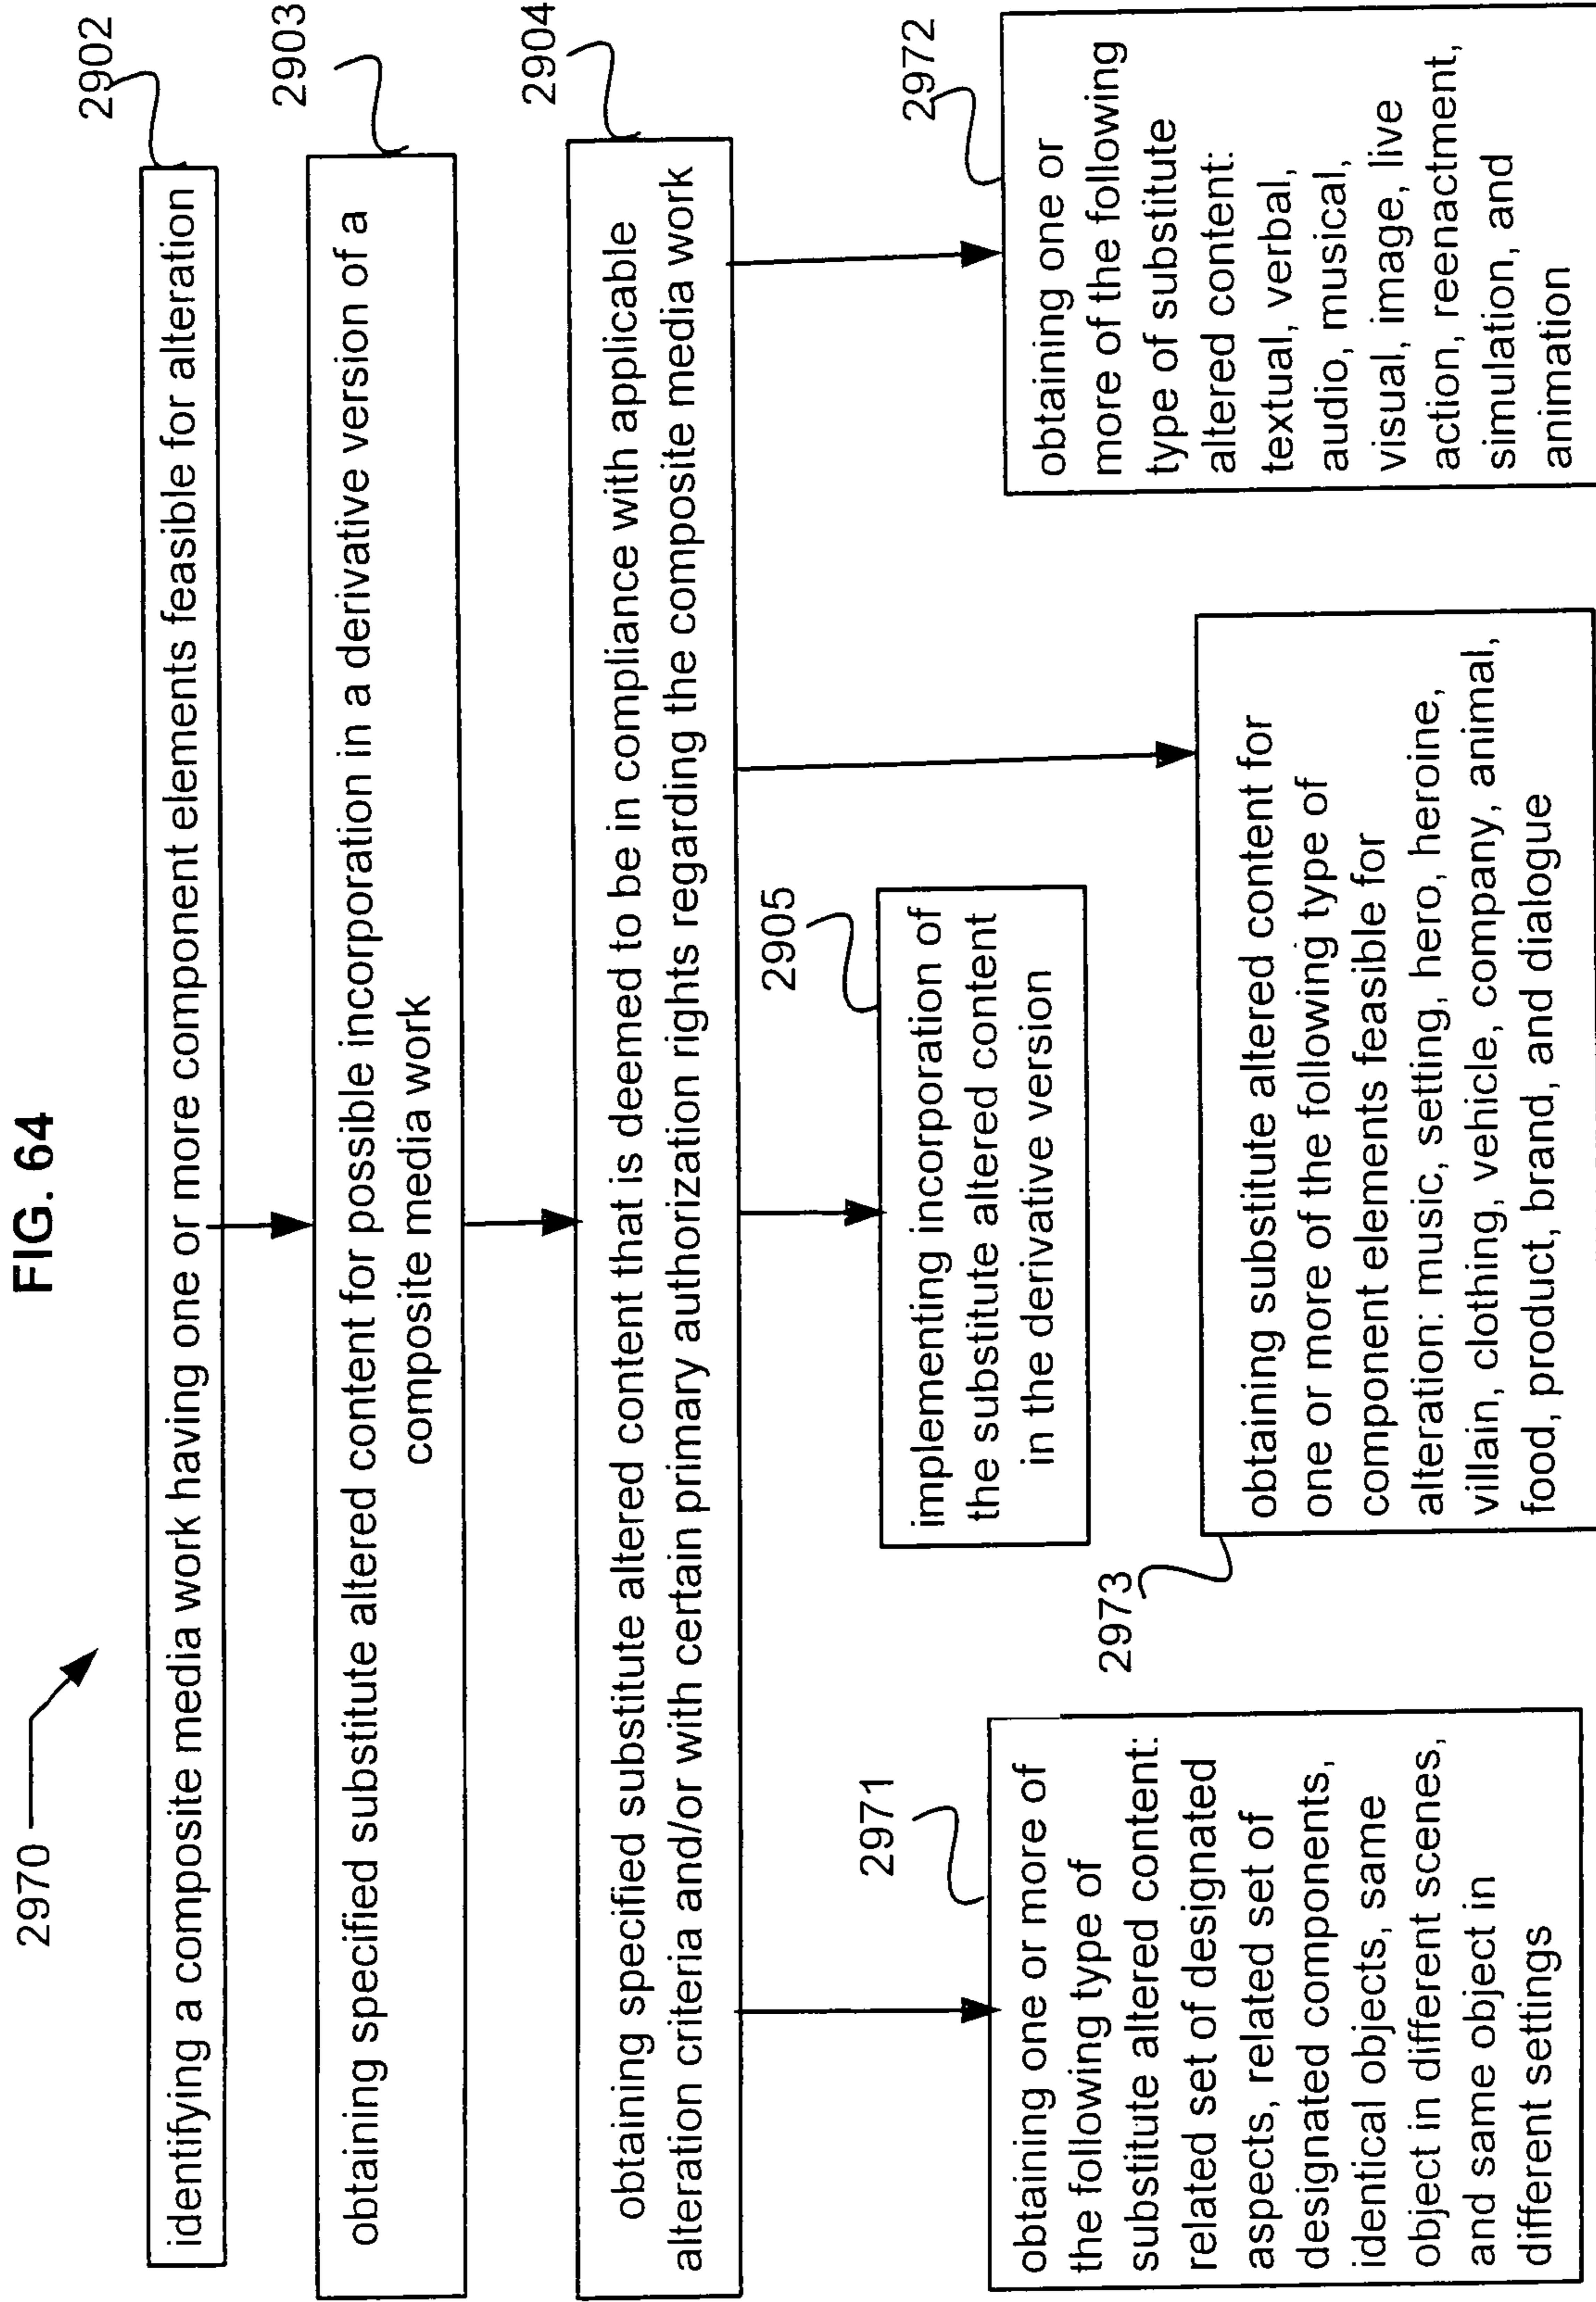 FIG. 64
2970
2902
identifying a composite media work having one or more component elements feasible for alteration
2903
obtaining specified substitute altered content for possible incorporation in a derivative version of a
composite media work
2904
obtaining specified substitute altered content that is deemed to be in compliance with applicable
alteration criteria and/or with certain primary authorization rights regarding the composite media work
2971
obtaining one or more of
the following type of
substitute altered content:
related set of designated
aspects, related set of
designated components,
identical objects, same
object in different scenes,
and same object in
different settings
2905
implementing incorporation of
the substitute altered content
in the derivative version
2973
obtaining substitute altered content for
one or more of the following type of
component elements feasible for
alteration: music, setting, hero, heroine,
villain, clothing, vehicle, company, animal,
food, product, brand, and dialogue
2972
obtaining one or
more of the following
type of substitute
altered content:
textual, verbal,
audio, musical,
visual, image, live
action, reenactment,
simulation, and
animation